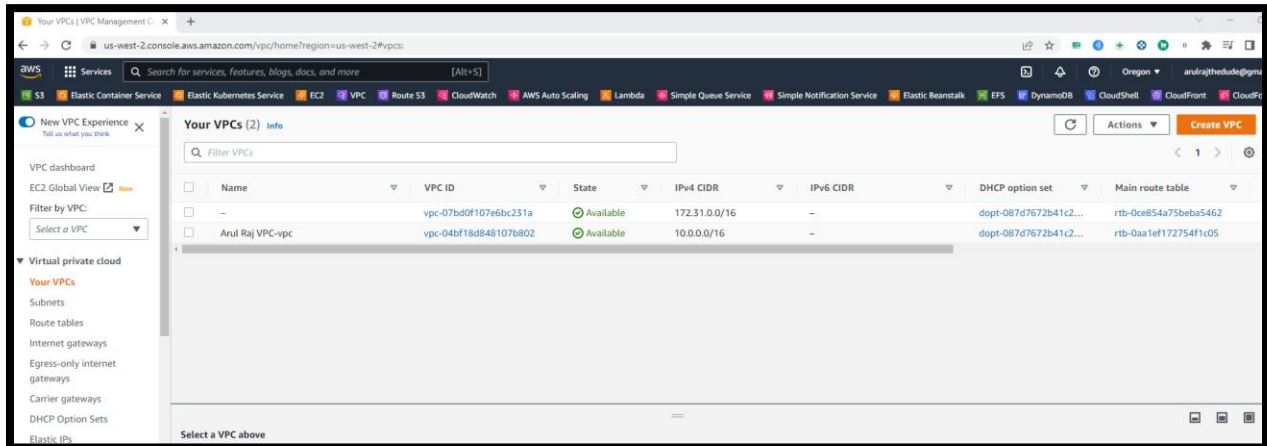 Your VPCs | VPC Management C
us-west-2.console.aws.amazon.com/vpc/home?region=us-west-2#vpcs:
aws Services Search for services, features, blogs, docs, and more [Alt+S] Oregon arulrajthedude@gma
S3 Elastic Container Service Elastic Kubernetes Service EC2 VPC Route 53 CloudWatch AWS Auto Scaling Lambda Simple Queue Service Simple Notification Service Elastic Beanstalk EFS DynamoDB CloudShell CloudFront CloudFo
New VPC Experience
Tell us what you think
VPC dashboard
EC2 Global View New
Filter by VPC:
Select a VPC
Virtual private cloud
Your VPCs
Subnets
Route tables
Internet gateways
Egress-only internet
gateways
Carrier gateways
DHCP Option Sets
Elastic IPs
Your VPCs (2) Info
Actions Create VPC
Filter VPCs
1
Name VPC ID State IPv4 CIDR IPv6 CIDR DHCP option set Main route table
– vpc-07bd0f107e6bc231a Available 172.31.0.0/16 – dopt-087d7672b41c2... rtb-0ce854a75beba5462
Arul Raj VPC-vpc vpc-04bf18d848107b802 Available 10.0.0.0/16 – dopt-087d7672b41c2... rtb-0aa1ef172754f1c05
Select a VPC above